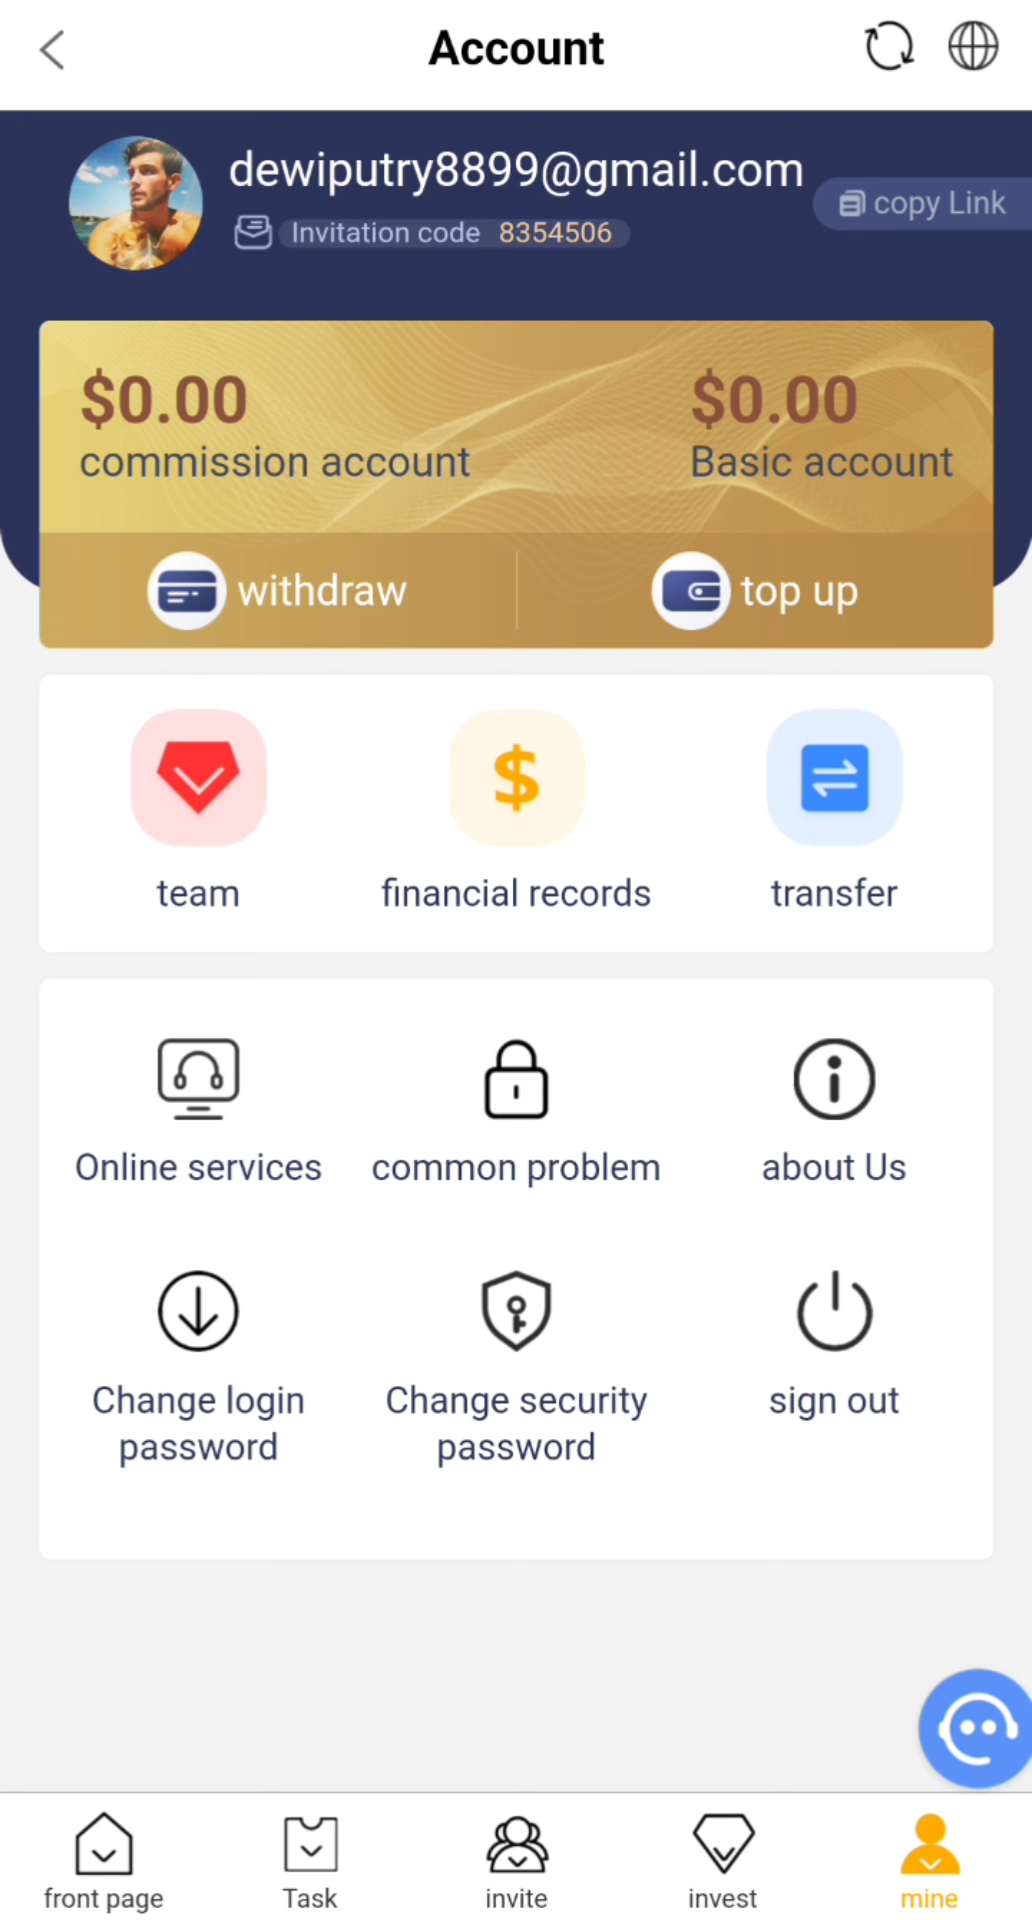 Account
dewiputry8899@gmail.com
copy Link
Invitation code 8354506
$0.00 $0.00
commission account Basic account
withdraw top up
team financial records transfer
Online services common problem about Us
Change login password
Change security password
sign out
front page Task invite invest mine